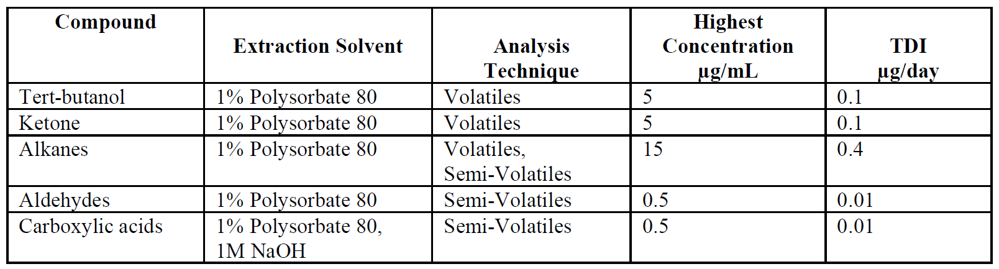 Compound
Extraction Solvent
Analysis
Technique
Highest
Concentration
µg/mL
TDI
µg/day
Tert-butanol 1% Polysorbate 80 Volatiles 5 0.1
Ketone 1% Polysorbate 80 Volatiles 5 0.1
Alkanes 1% Polysorbate 80 Volatiles, 15 0.4
Semi-Volatiles
Aldehydes 1% Polysorbate 80 Semi-Volatiles 0.5 0.01
Carboxylic acids 1% Polysorbate 80, Semi-Volatiles 0.5 0.01
1M NaOH